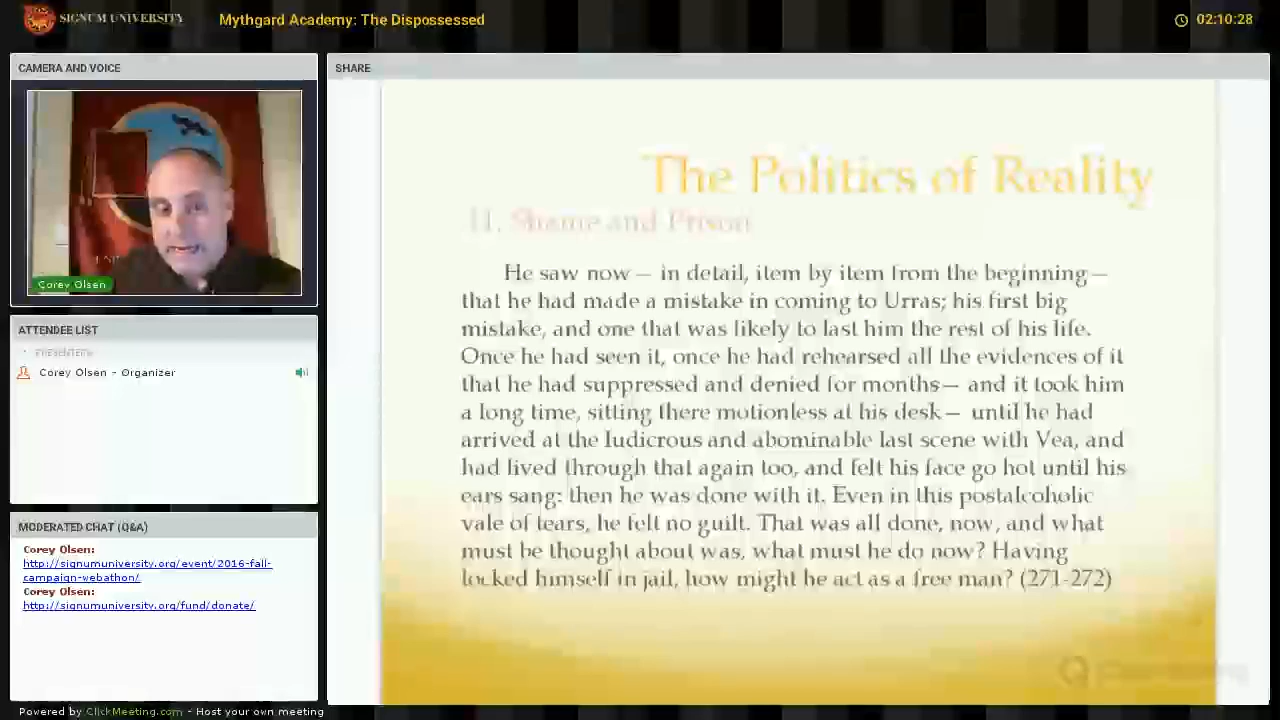 SIGNUM UNIVERSITY
Mythgard Academy: The Dispossessed
02:10:28
CAMERA AND VOICE
Corey Olsen
ATTENDEE LIST
PRESENTERS
Corey Olsen - Organizer
MODERATED CHAT (Q&A)
Corey Olsen:
http://signumuniversity.org/event/2016-fall-
campaign-webathon/
Corey Olsen:
http://signumuniversity.org/fund/donate/
SHARE
The Politics of Reality
11. Shame and Prison
He saw now — in detail, item by item from the beginning —
that he had made a mistake in coming to Urras; his first big
mistake, and one that was likely to last him the rest of his life.
Once he had seen it, once he had rehearsed all the evidences of it
that he had suppressed and denied for months— and it took him
a long time, sitting there motionless at his desk— until he had
arrived at the ludicrous and abominable last scene with Vea, and
had lived through that again too, and felt his face go hot until his
ears sang: then he was done with it. Even in this postalcoholic
vale of tears, he felt no guilt. That was all done, now, and what
must be thought about was, what must he do now? Having
locked himself in jail, how might he act as a free man? (271-272)
Powered by ClickMeeting.com - Host your own meeting